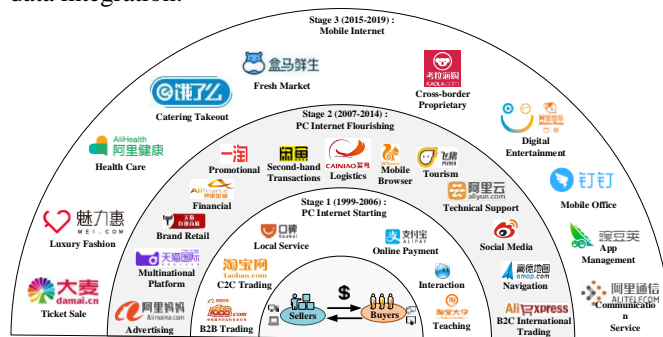 data integration.
Stage 3 (2015-2019) :
Mobile Internet
盒马鲜生
Fresh Market
考拉海购
KAOLA.COM
Cross-border
Proprietary
饿了么
Catering Takeout
Digital
Entertainment
AliHealth
阿里健康
Health Care
钉钉
Mobile Office
魅力惠
MEI.COM
Luxury Fashion
豌豆荚
App
Management
大麦
damai.cn
Ticket Sale
阿里通信
ALITELECOM
Communicatio
n
Service
Stage 2 (2007-2014) :
PC Internet Flourishing
一淘
Promotional
闲鱼
Second-hand
Transactions
CAINIAO 菜鸟
Logistics
Mobile
Browser
飞猪
Tourism
Financial
阿里云
aliyun.com
Technical Support
Brand Retail
Social Media
天猫国际
Multinational
Platform
高德地图
amap.com
Navigation
阿里妈妈
Alimama.com
Advertising
AliExpress
B2C International
Trading
Stage 1 (1999-2006) :
PC Internet Starting
口碑
Local Service
支付宝
ALIPAY
Online Payment
淘宝网
Taobao.com
C2C Trading
Interaction
1688.com
B2B Trading
淘宝大学
Teaching
$
Sellers
Buyers